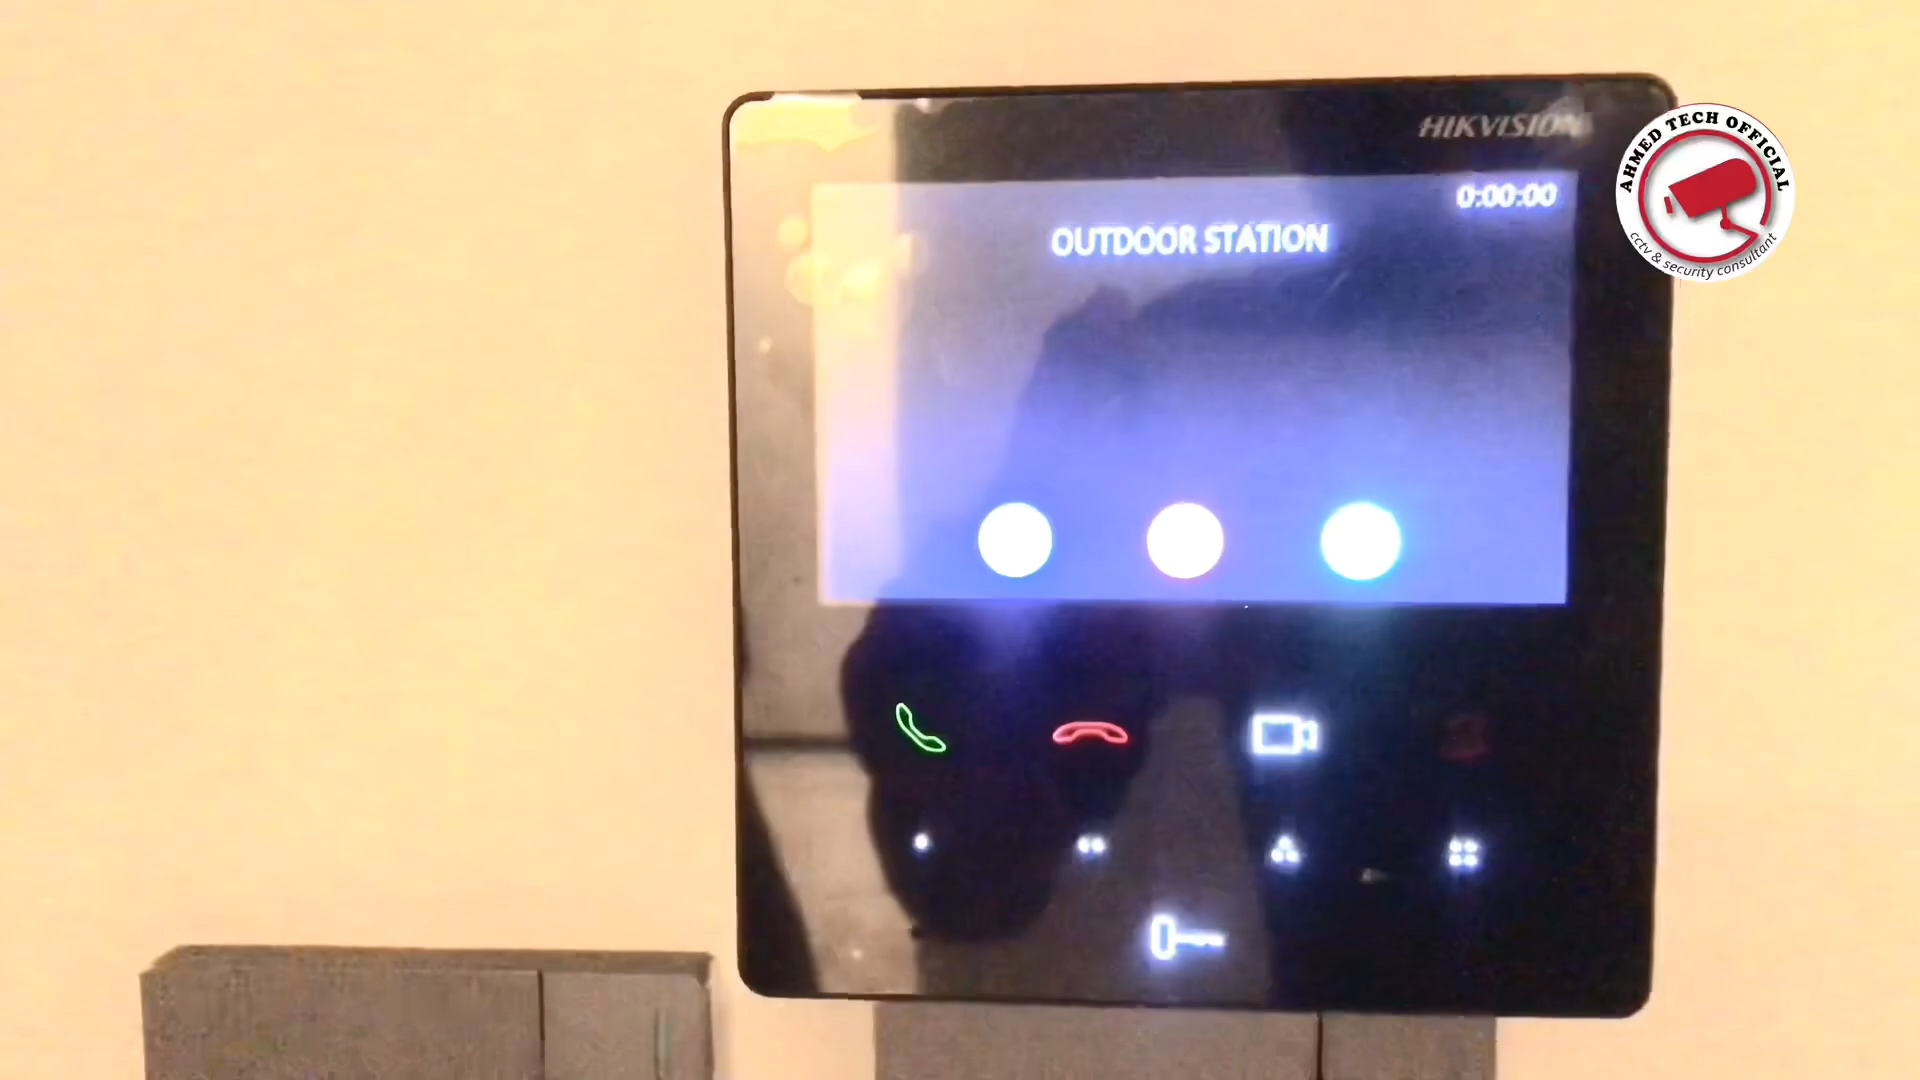 HIKVISION
0:00:00
OUTDOOR STATION
AHMED TECH OFFICIAL
cctv & security consultant